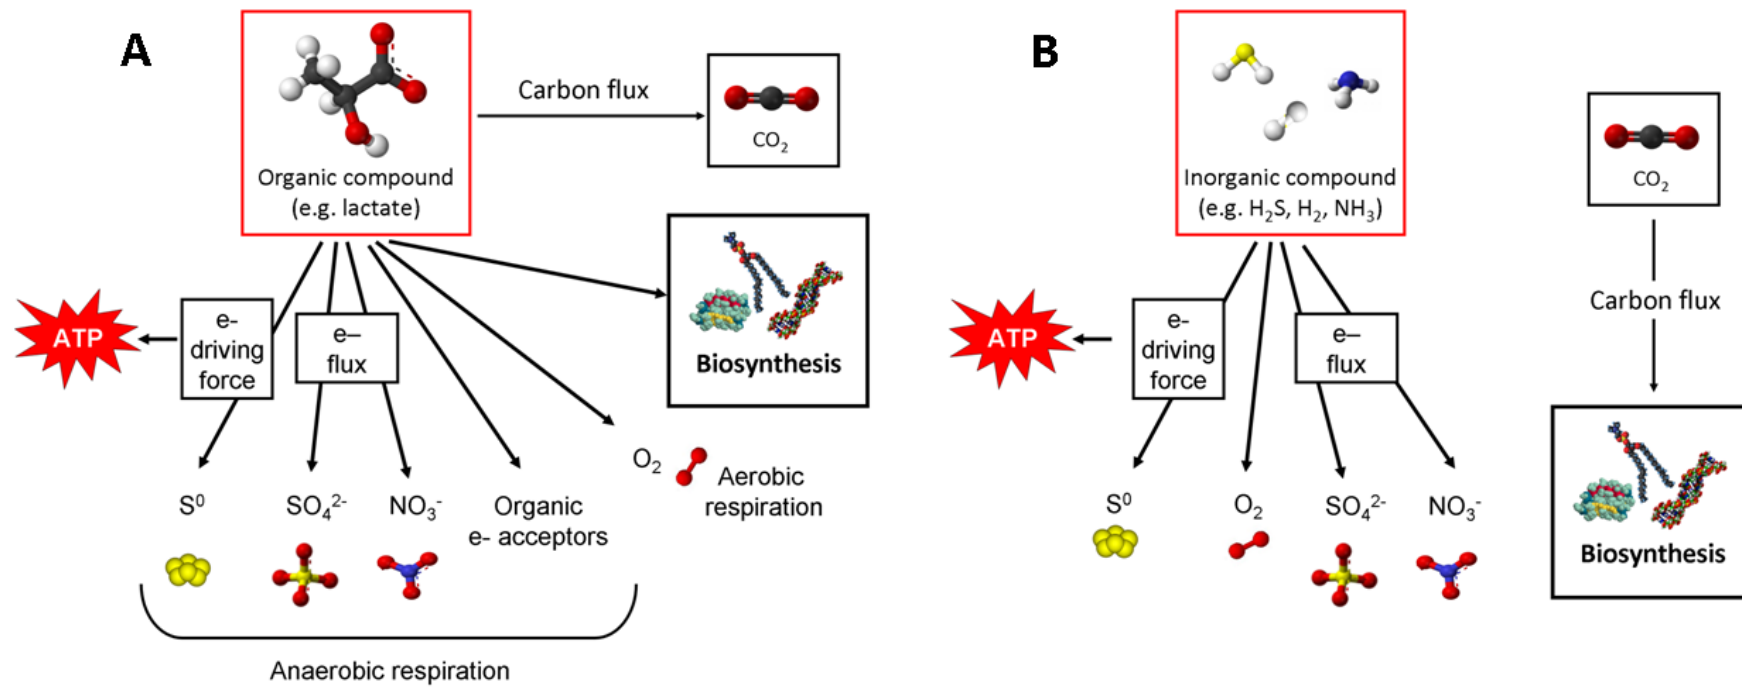 A
Organic compound
(e.g. lactate)
Carbon flux
CO₂
ATP
e-
driving
force
e–
flux
Biosynthesis
S⁰
SO₄²⁻
NO₃⁻
Organic
e- acceptors
O₂
Aerobic
respiration
Anaerobic respiration
B
Inorganic compound
(e.g. H₂S, H₂, NH₃)
CO₂
Carbon flux
ATP
e-
driving
force
e–
flux
S⁰
O₂
SO₄²⁻
NO₃⁻
Biosynthesis